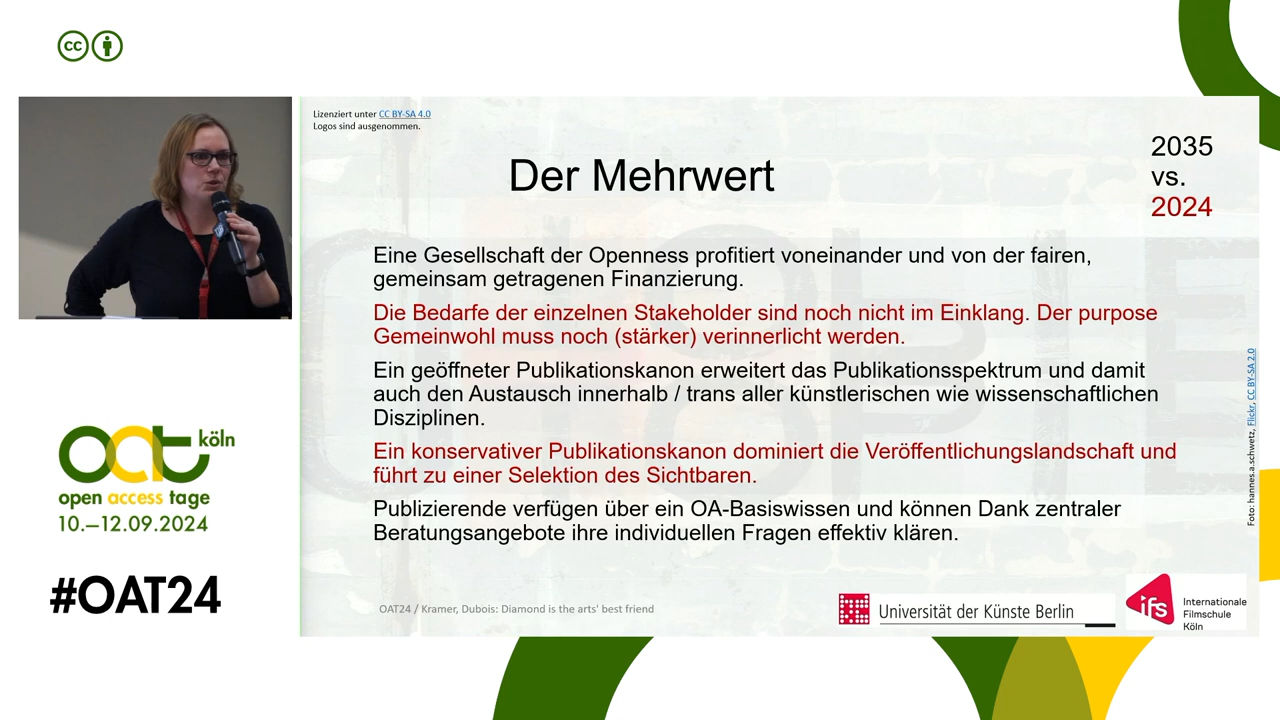 cc
Lizenziert unter CC BY-SA 4.0
Logos sind ausgenommen.
Der Mehrwert
2035
vs.
2024
Eine Gesellschaft der Openness profitiert voneinander und von der fairen,
gemeinsam getragenen Finanzierung.
Die Bedarfe der einzelnen Stakeholder sind noch nicht im Einklang. Der purpose
Gemeinwohl muss noch (stärker) verinnerlicht werden.
Ein geöffneter Publikationskanon erweitert das Publikationsspektrum und damit
auch den Austausch innerhalb / trans aller künstlerischen wie wissenschaftlichen
Disziplinen.
Ein konservativer Publikationskanon dominiert die Veröffentlichungslandschaft und
führt zu einer Selektion des Sichtbaren.
Publizierende verfügen über ein OA-Basiswissen und können Dank zentraler
Beratungsangebote ihre individuellen Fragen effektiv klären.
Foto: hannes.a.schwetz, Flickr, CC BY-SA 2.0
OAT24 / Kramer, Dubois: Diamond is the arts' best friend
Universität der Künste Berlin
ifs
Internationale
Filmschule
Köln
oat köln
open access tage
10.–12.09.2024
#OAT24